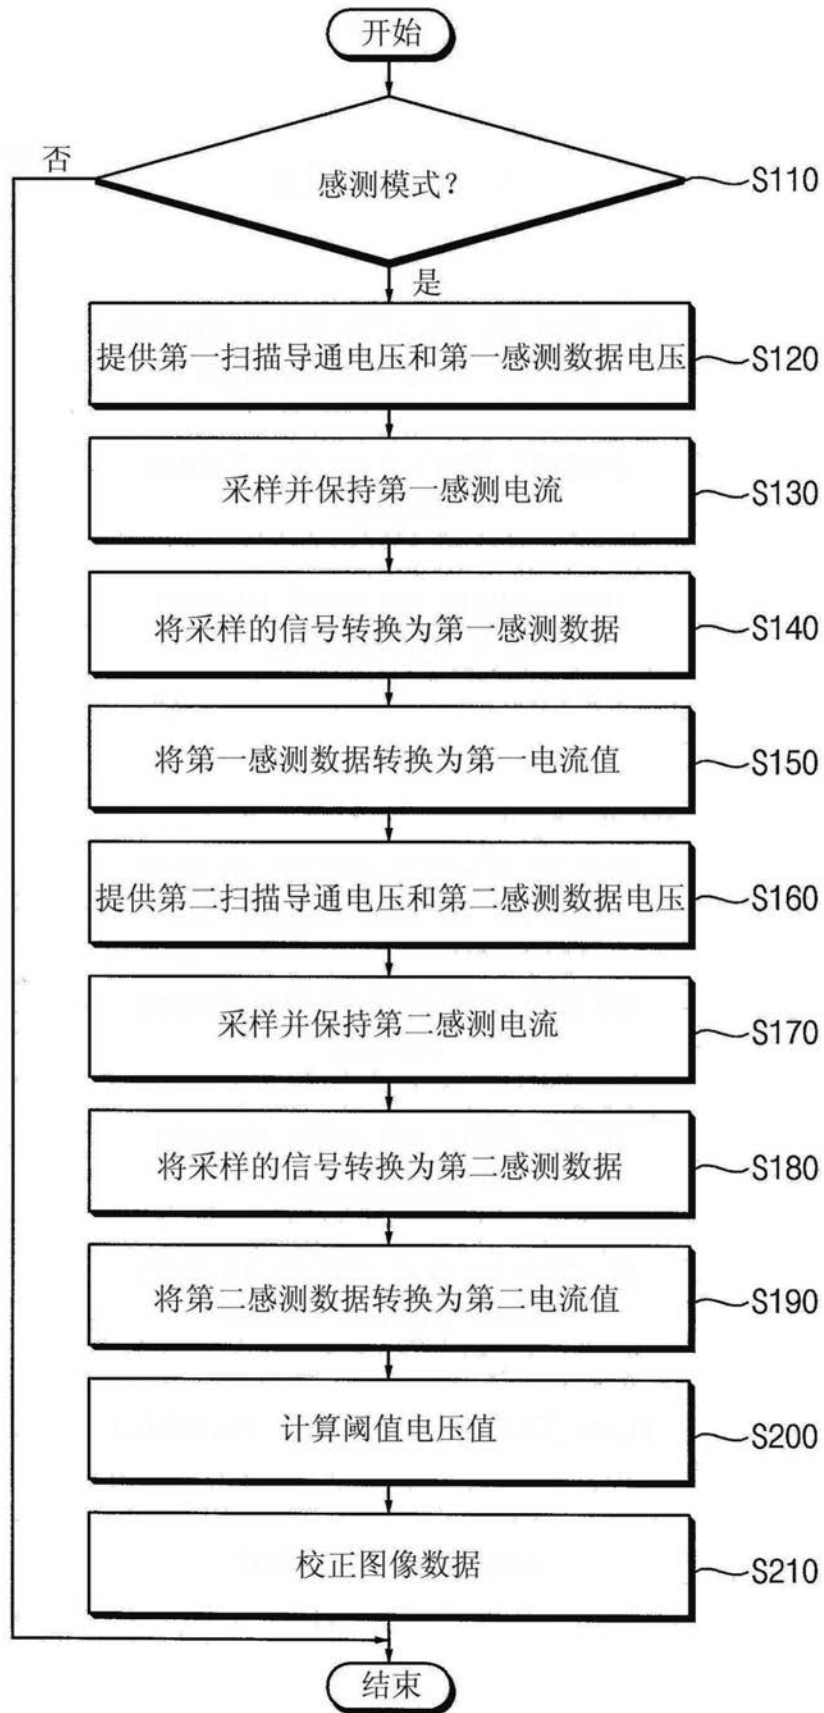 开始
否
感测模式？
S110
是
提供第一扫描导通电压和第一感测数据电压
S120
采样并保持第一感测电流
S130
将采样的信号转换为第一感测数据
S140
将第一感测数据转换为第一电流值
S150
提供第二扫描导通电压和第二感测数据电压
S160
采样并保持第二感测电流
S170
将采样的信号转换为第二感测数据
S180
将第二感测数据转换为第二电流值
S190
计算阈值电压值
S200
校正图像数据
S210
结束